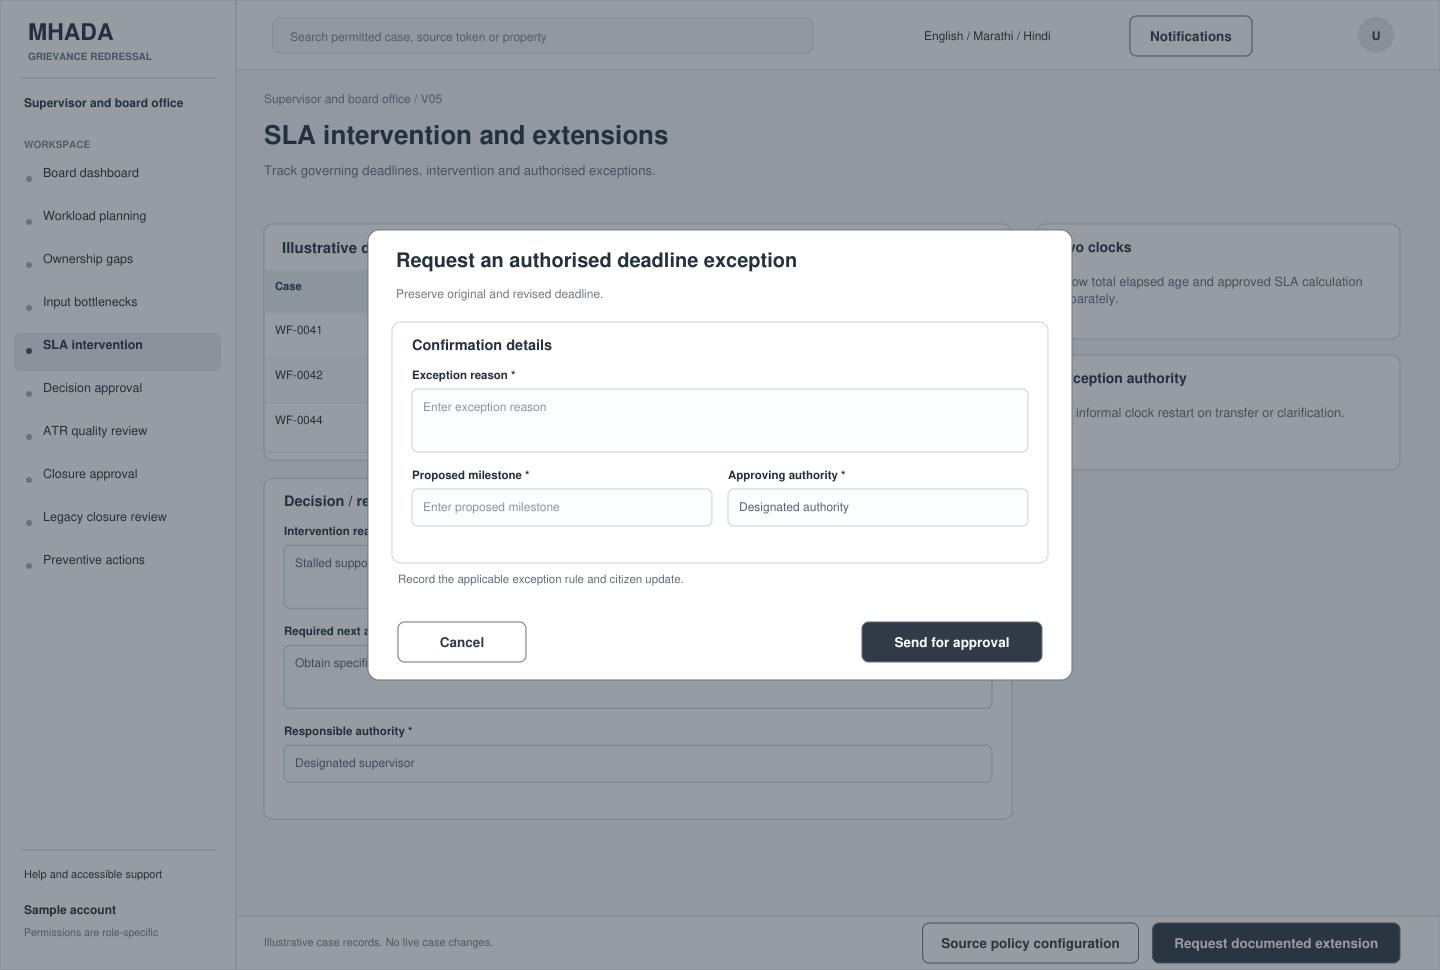 MHADA
GRIEVANCE REDRESSAL
Search permitted case, source token or property
English / Marathi / Hindi
Notifications
U
Supervisor and board office
WORKSPACE
Board dashboard
Workload planning
Ownership gaps
Input bottlenecks
SLA intervention
Decision approval
ATR quality review
Closure approval
Legacy closure review
Preventive actions
Help and accessible support
Sample account
Permissions are role-specific
Supervisor and board office / V05
SLA intervention and extensions
Track governing deadlines, intervention and authorised exceptions.
Illustrative
Case
WF-0041
WF-0042
WF-0044
Decision /
Intervention
Stalled
Required next
Obtain
Responsible authority *
Designated supervisor
clocks
total elapsed age and approved SLA calculation
authority
informal clock restart on transfer or clarification.
Request an authorised deadline exception
Preserve original and revised deadline.
Confirmation details
Exception reason *
Enter exception reason
Proposed milestone *
Approving authority *
Enter proposed milestone
Designated authority
Record the applicable exception rule and citizen update.
Cancel
Send for approval
Illustrative case records. No live case changes.
Source policy configuration
Request documented extension